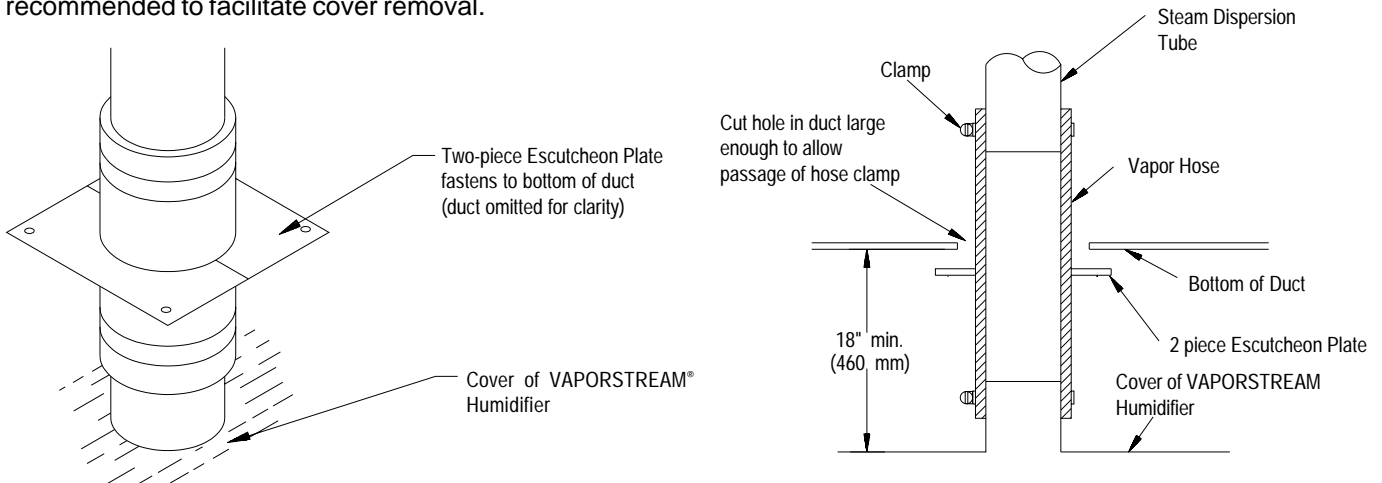 recommended to facilitate cover removal.
Two-piece Escutcheon Plate
fastens to bottom of duct
(duct omitted for clarity)
Cover of VAPORSTREAM®
Humidifier
Steam Dispersion
Tube
Clamp
Cut hole in duct large
enough to allow
passage of hose clamp
Vapor Hose
Bottom of Duct
18" min.
(460 mm)
2 piece Escutcheon Plate
Cover of VAPORSTREAM
Humidifier